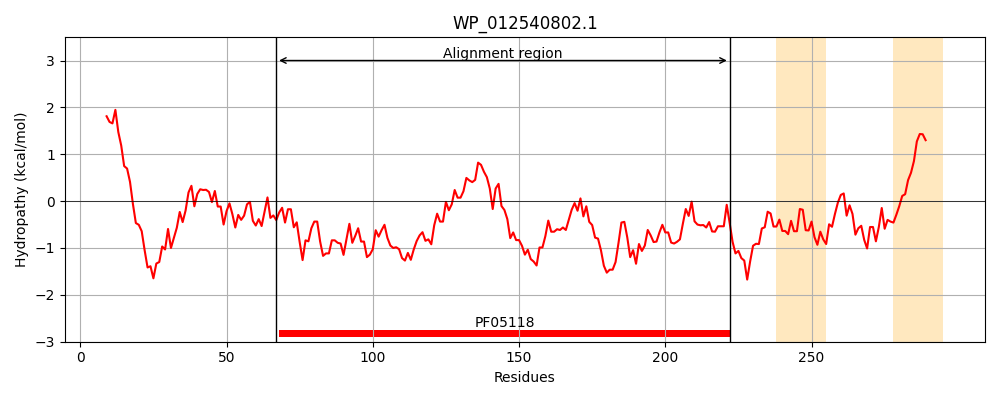 WP_012540802.1
Alignment region
3
2
1
0
−1
−2
−3
Hydropathy (kcal/mol)
PF05118
0 50 100 150 200 250
Residues